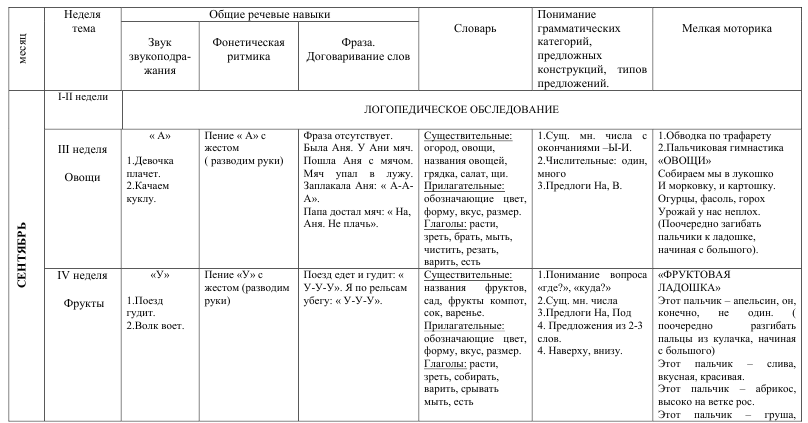 месяц
Неделя
тема
Общие речевые навыки
Словарь
Понимание
грамматических
категорий,
предложных
конструкций, типов
предложений.
Мелкая моторика
Звук
звукоподра-
жания
Фонетическая
ритмика
Фраза.
Договаривание слов
СЕНТЯБРЬ
I-II недели
ЛОГОПЕДИЧЕСКОЕ ОБСЛЕДОВАНИЕ
III неделя
Овощи
« А»
1.Девочка
плачет.
2.Качаем
куклу.
Пение « А» с
жестом
( разводим руки)
Фраза отсутствует.
Была Аня. У Ани мяч.
Пошла Аня с мячом.
Мяч упал в лужу.
Заплакала Аня: « А-А-
А».
Папа достал мяч: « На,
Аня. Не плачь».
Существительные:
огород, овощи,
названия овощей,
грядка, салат, щи.
Прилагательные:
обозначающие цвет,
форму, вкус, размер.
Глаголы: расти,
зреть, брать, мыть,
чистить, резать,
варить, есть
1.Сущ. мн. числа с
окончаниями –Ы-И.
2.Числительные: один,
много
3.Предлоги На, В.
1.Обводка по трафарету
2.Пальчиковая гимнастика
«ОВОЩИ»
Собираем мы в лукошко
И морковку, и картошку.
Огурцы, фасоль, горох
Урожай у нас неплох.
(Поочередно загибать
пальчики к ладошке,
начиная с большого).
IV неделя
Фрукты
«У»
1.Поезд
гудит.
2.Волк воет.
Пение «У» с
жестом (разводим
руки)
Поезд едет и гудит: «
У-У-У». Я по рельсам
убегу: « У-У-У».
Существительные:
названия фруктов,
сад, фрукты компот,
сок, варенье.
Прилагательные:
обозначающие цвет,
форму, вкус, размер.
Глаголы: расти,
зреть, собирать,
варить, срывать
мыть, есть
1.Понимание вопроса
«где?», «куда?»
2.Сущ. мн. числа
3.Предлоги На, Под
4. Предложения из 2-3
слов.
4. Наверху, внизу.
«ФРУКТОВАЯ
ЛАДОШКА»
Этот пальчик – апельсин, он,
конечно, не один. (
поочередно разгибать
пальцы из кулачка, начиная
с большого)
Этот пальчик – слива,
вкусная, красивая.
Этот пальчик – абрикос,
высоко на ветке рос.
Этот пальчик – груша,